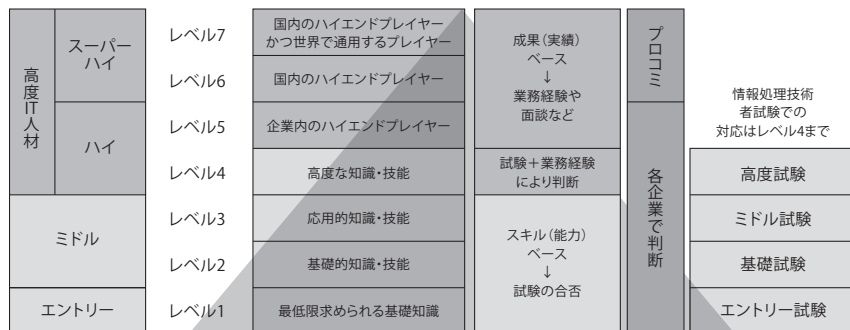 高度IT人材
スーパー
ハイ
ハイ
ミドル
エントリー
レベル7
レベル6
レベル5
レベル4
レベル3
レベル2
レベル1
国内のハイエンドプレイヤー
かつ世界で通用するプレイヤー
国内のハイエンドプレイヤー
企業内のハイエンドプレイヤー
高度な知識・技能
応用的知識・技能
基礎的知識・技能
最低限求められる基礎知識
成果（実績）
ベース
↓
業務経験や
面談など
試験＋業務経験
により判断
スキル（能力）
ベース
↓
試験の合否
プロコミ
各企業で判断
情報処理技術
者試験での
対応はレベル4まで
高度試験
ミドル試験
基礎試験
エントリー試験